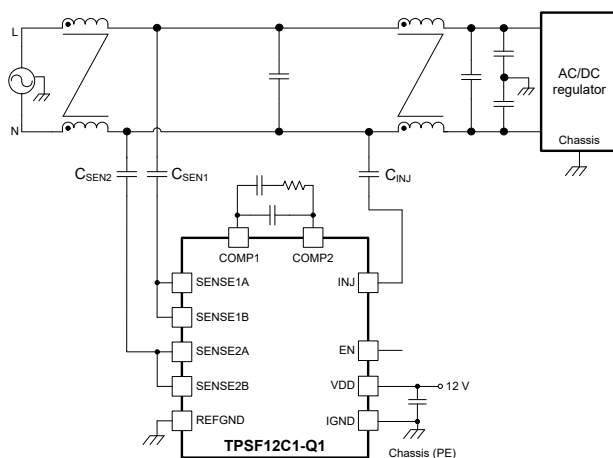 L
AC/DC
regulator
N
Chassis
CSEN2
CSEN1
CINJ
COMP1
COMP2
SENSE1A
INJ
SENSE1B
SENSE2A
EN
SENSE2B
VDD
12 V
REFGND
IGND
TPSF12C1-Q1
Chassis (PE)